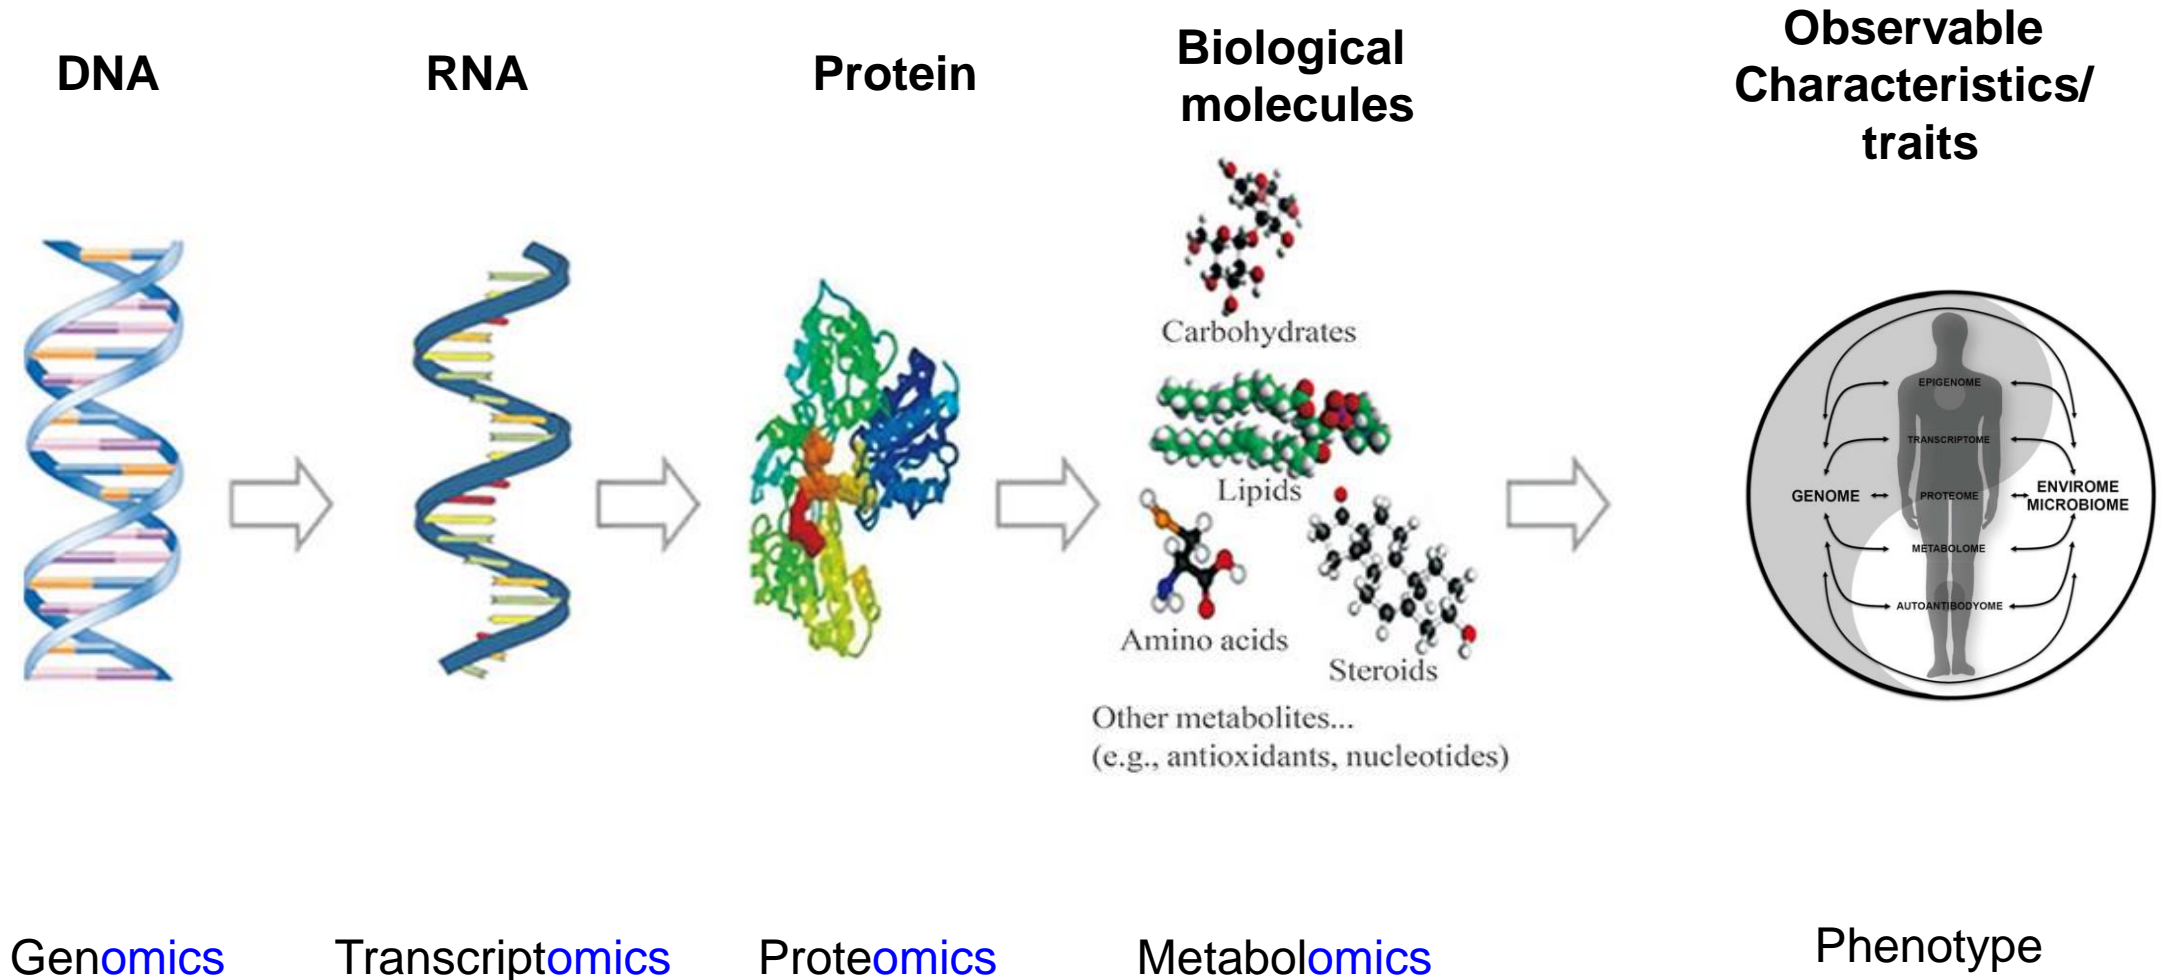 DNA
RNA
Protein
Biological
molecules
Observable
Characteristics/
traits
Carbohydrates
Lipids
Amino acids
Steroids
Other metabolites...
(e.g., antioxidants, nucleotides)
EPIGENOME
TRANSCRIPTOME
GENOME
PROTEOME
ENVIROME
MICROBIOME
METABOLOME
AUTOANTIBODYOME
Genomics
Transcriptomics
Proteomics
Metabolomics
Phenotype